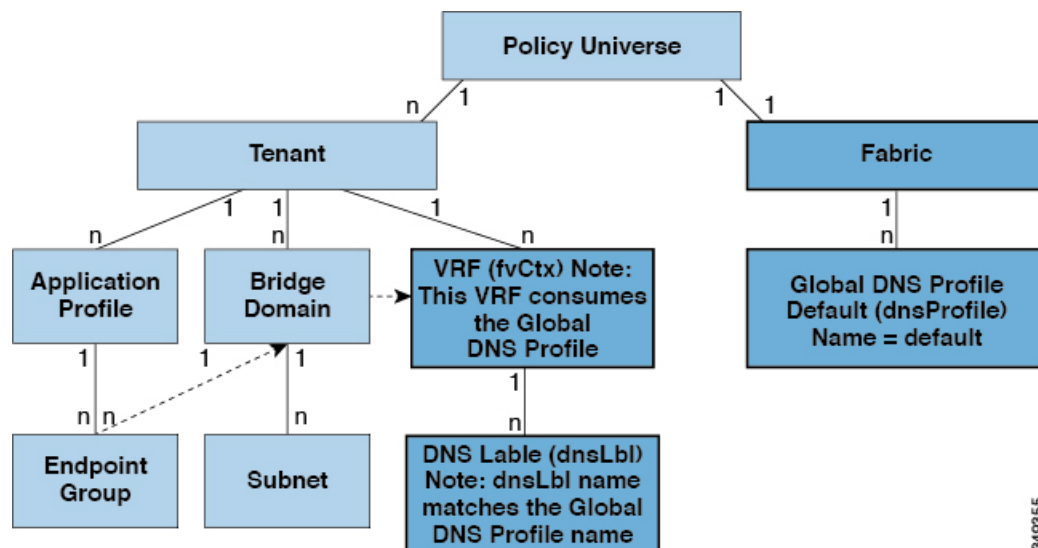 Policy Universe
n
1
1
1
Tenant
Fabric
1
1
1
1
n
n
n
n
Application
Profile
Bridge
Domain
VRF (fvCtx) Note:
This VRF consumes
the Global
DNS Profile
Global DNS Profile
Default (dnsProfile)
Name = default
1
1
1
1
n
n
n
n
Endpoint
Group
Subnet
DNS Lable (dnsLbl)
Note: dnsLbl name
matches the Global
DNS Profile name
349355